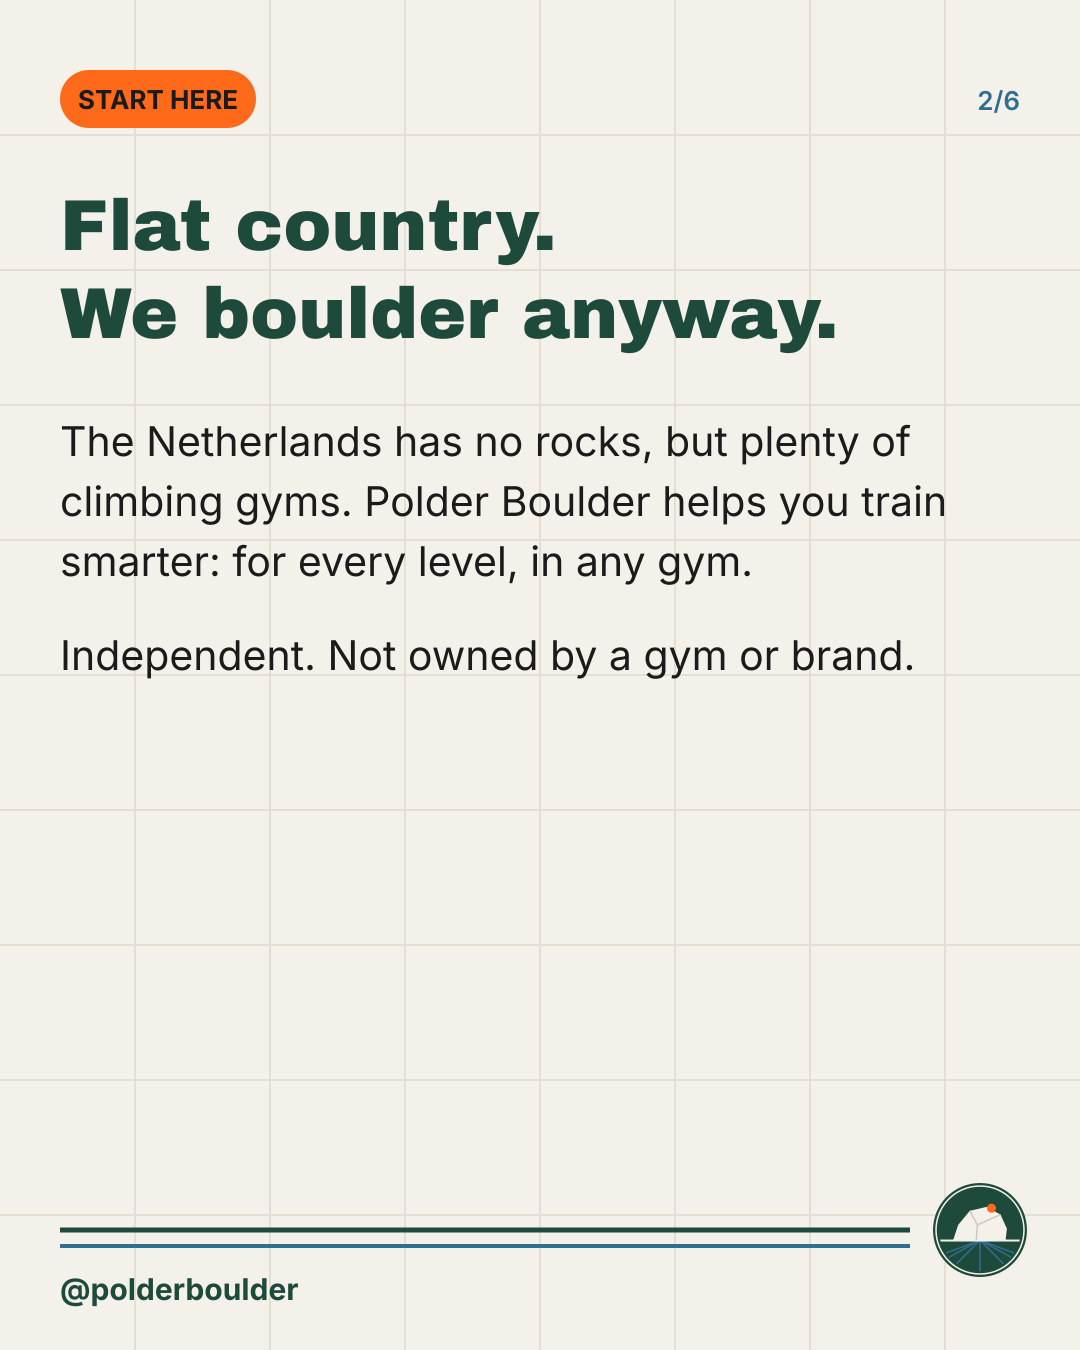 START HERE
2/6
Flat country.
We boulder anyway.
The Netherlands has no rocks, but plenty of
climbing gyms. Polder Boulder helps you train
smarter: for every level, in any gym.
Independent. Not owned by a gym or brand.
@polderboulder